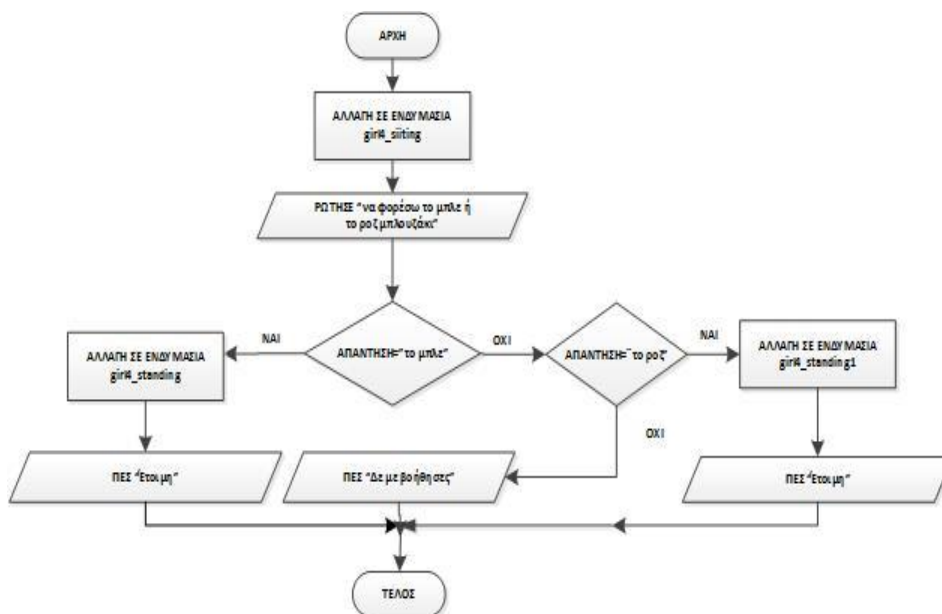 ΑΡΧΗ
ΑΛΛΑΓΗ ΣΕ ΕΝΔΥΜΑΣΙΑ
girl4_siiting
ΡΩΤΗΣΕ "να φορέσω το μπλε ή
το ροζ μπλουζάκι"
ΑΠΑΝΤΗΣΗ="το μπλε"
ΝΑΙ
ΟΧΙ
ΑΠΑΝΤΗΣΗ="το ροζ"
ΝΑΙ
ΟΧΙ
ΑΛΛΑΓΗ ΣΕ ΕΝΔΥΜΑΣΙΑ
girl4_standing
ΑΛΛΑΓΗ ΣΕ ΕΝΔΥΜΑΣΙΑ
girl4_standing1
ΠΕΣ "Έτοιμη"
ΠΕΣ "Δε με βοήθησες"
ΠΕΣ "Έτοιμη"
ΤΕΛΟΣ